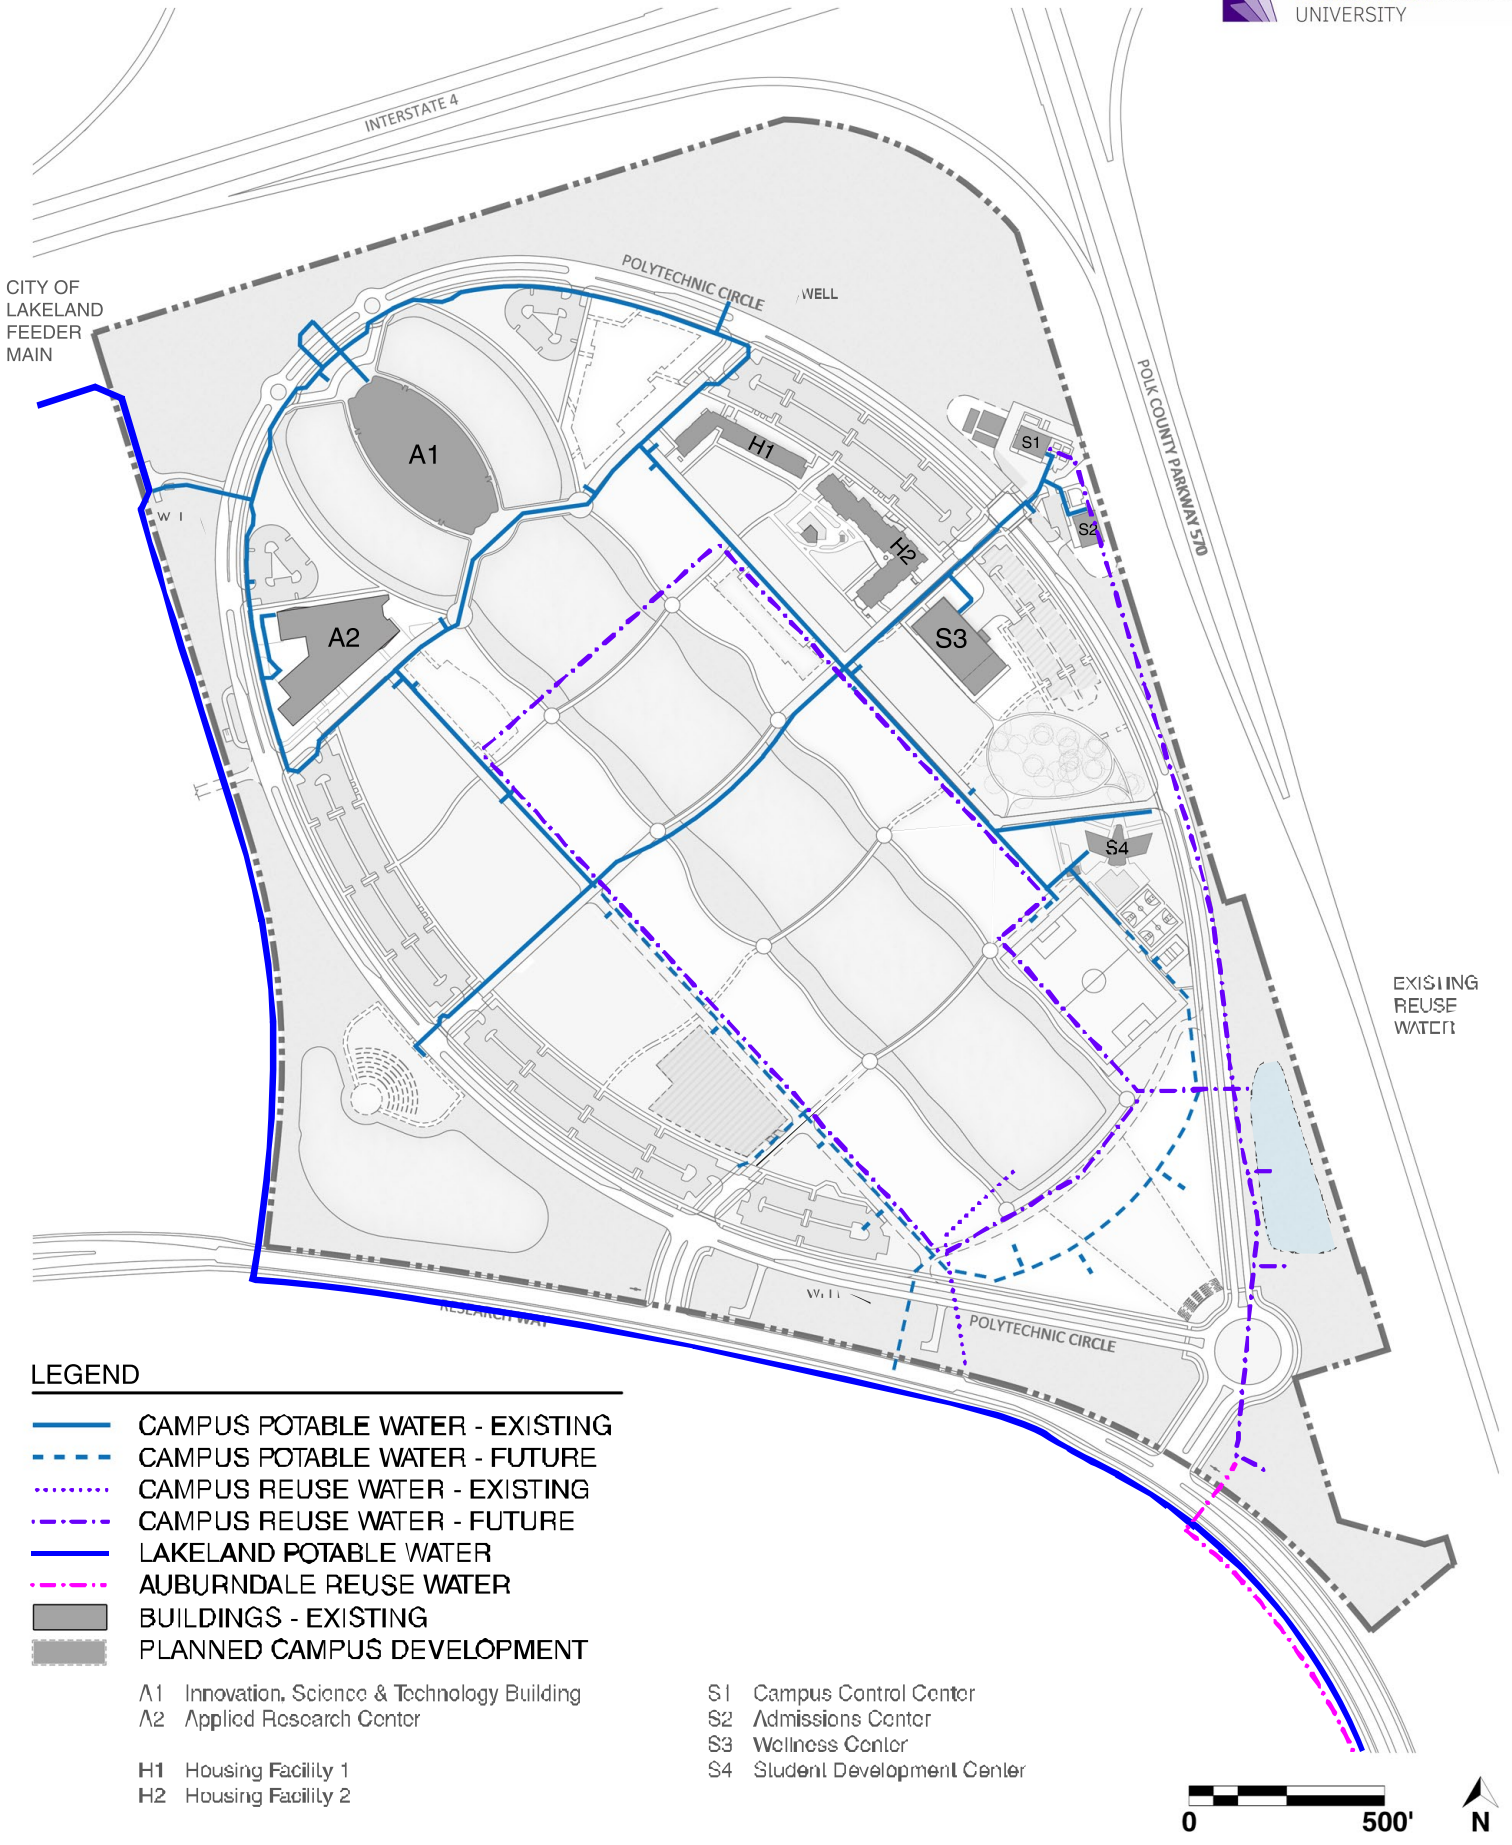 UNIVERSITY
INTERSTATE 4
POLYTECHNIC CIRCLE
WELL
CITY OF
LAKELAND
FEEDER
MAIN
POLK COUNTY PARKWAY 570
A1
H1
S1
S2
H2
A2
S3
S4
EXISTING
REUSE
WATER
RESEARCH WAY
POLYTECHNIC CIRCLE
LEGEND
CAMPUS POTABLE WATER - EXISTING
CAMPUS POTABLE WATER - FUTURE
CAMPUS REUSE WATER - EXISTING
CAMPUS REUSE WATER - FUTURE
LAKELAND POTABLE WATER
AUBURNDALE REUSE WATER
BUILDINGS - EXISTING
PLANNED CAMPUS DEVELOPMENT
A1 Innovation, Science & Technology Building
A2 Applied Research Center
H1 Housing Facility 1
H2 Housing Facility 2
S1 Campus Control Center
S2 Admissions Center
S3 Wellness Center
S4 Student Development Center
0 500'
N